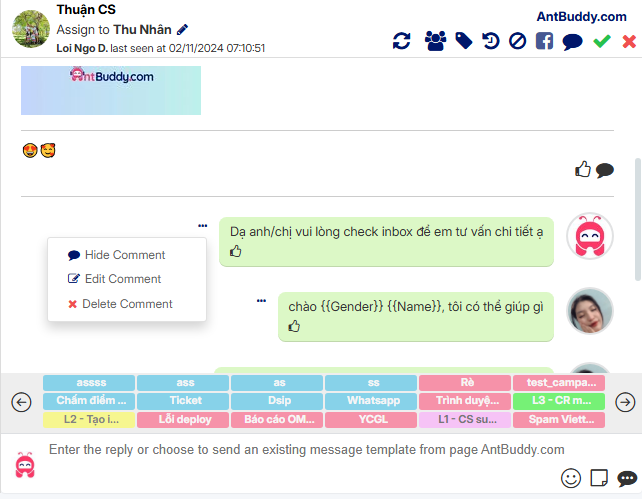 Thuận CS
Assign to Thu Nhân
Loi Ngo D. last seen at 02/11/2024 07:10:51
AntBuddy.com
AntBuddy.com
Dạ anh/chị vui lòng check inbox để em tư vấn chi tiết ạ
Hide Comment
Edit Comment
Delete Comment
chào {{Gender}} {{Name}}, tôi có thể giúp gì
assss ass as ss Rè test_campa...
Chấm điểm ... Ticket Dsip Whatsapp Trình duyệ... L3 - CR m...
L2 - Tạo i... Lỗi deploy Báo cáo OM... YCGL L1 - CS su... Spam Viett...
Enter the reply or choose to send an existing message template from page AntBuddy.com